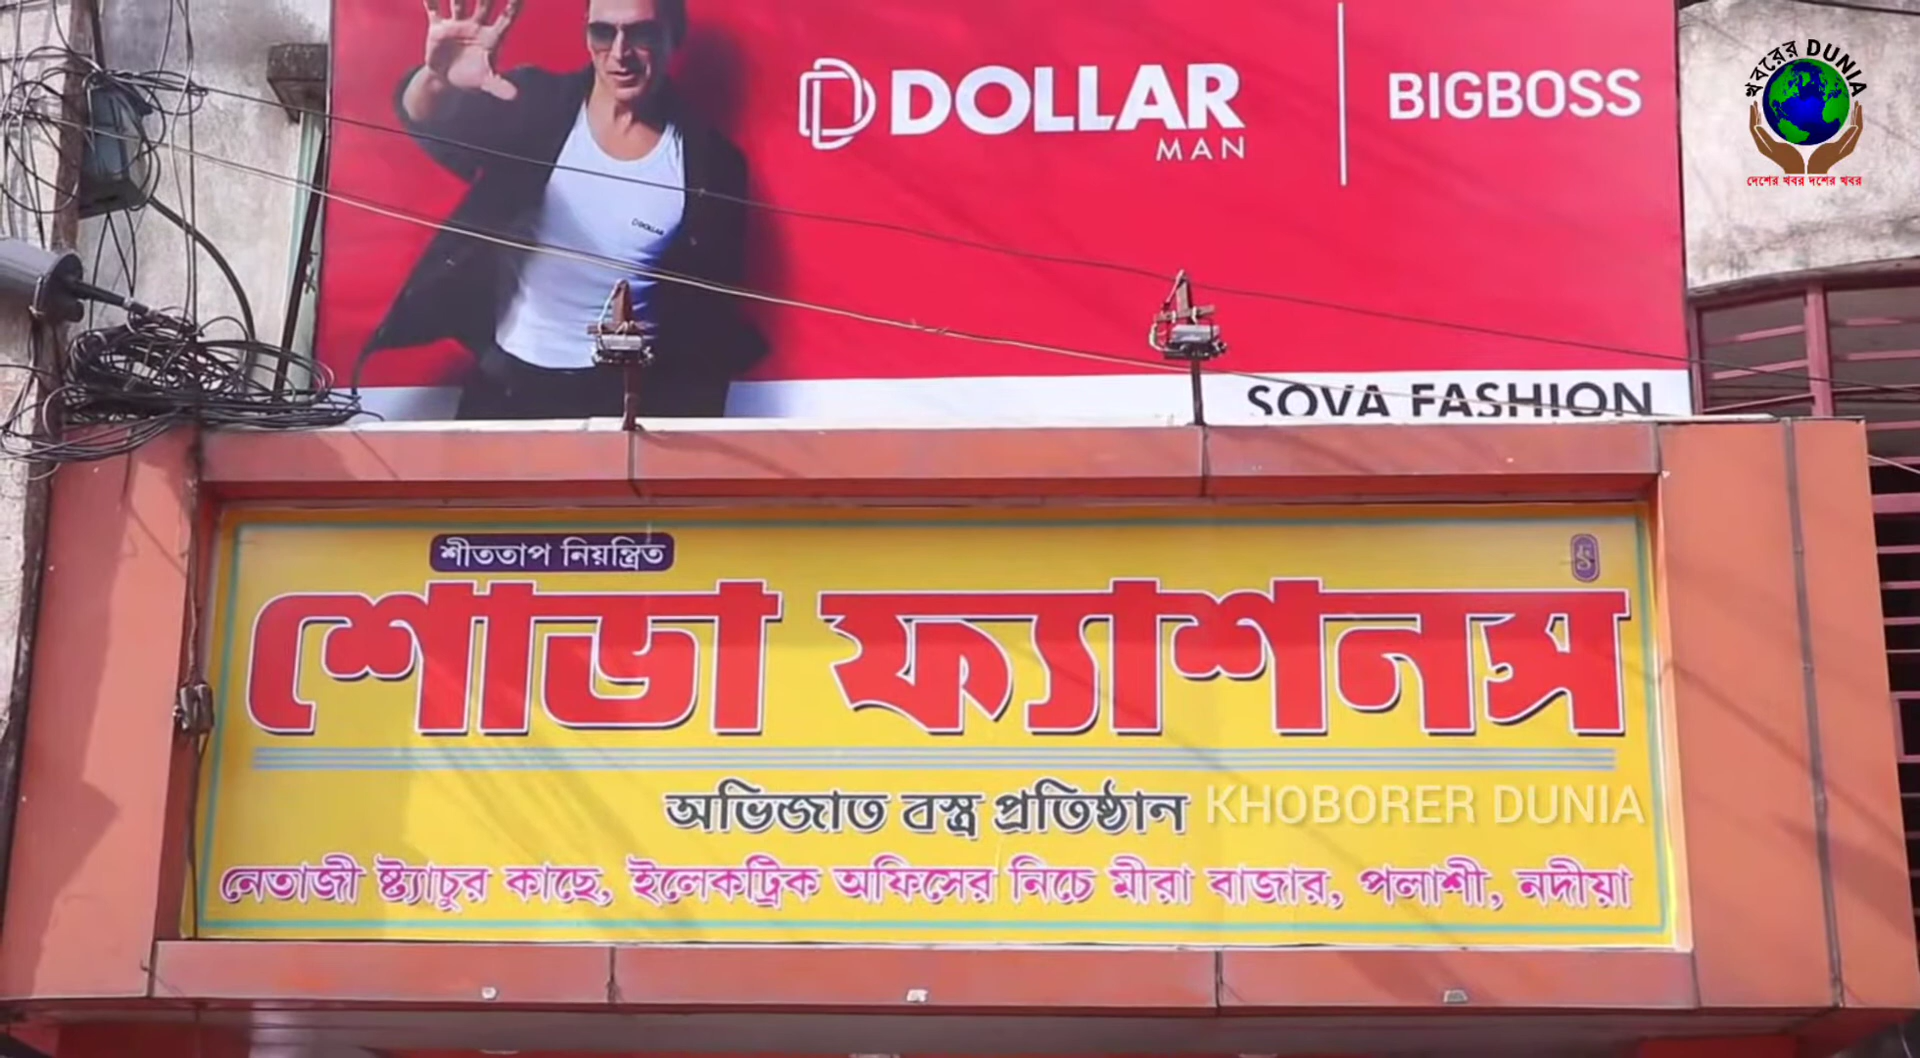 খবরের DUNIA
দেশের খবর দশের খবর
DOLLAR
MAN
BIGBOSS
DOLLAR
SOVA FASHION
শীততাপ নিয়ন্ত্রিত
শোভা ফ্যাশনস
অভিজাত বস্ত্র প্রতিষ্ঠান
KHOBORER DUNIA
নেতাজী ষ্ট্যাচুর কাছে, ইলেকট্রিক অফিসের নিচে মীরা বাজার, পলাশী, নদীয়া